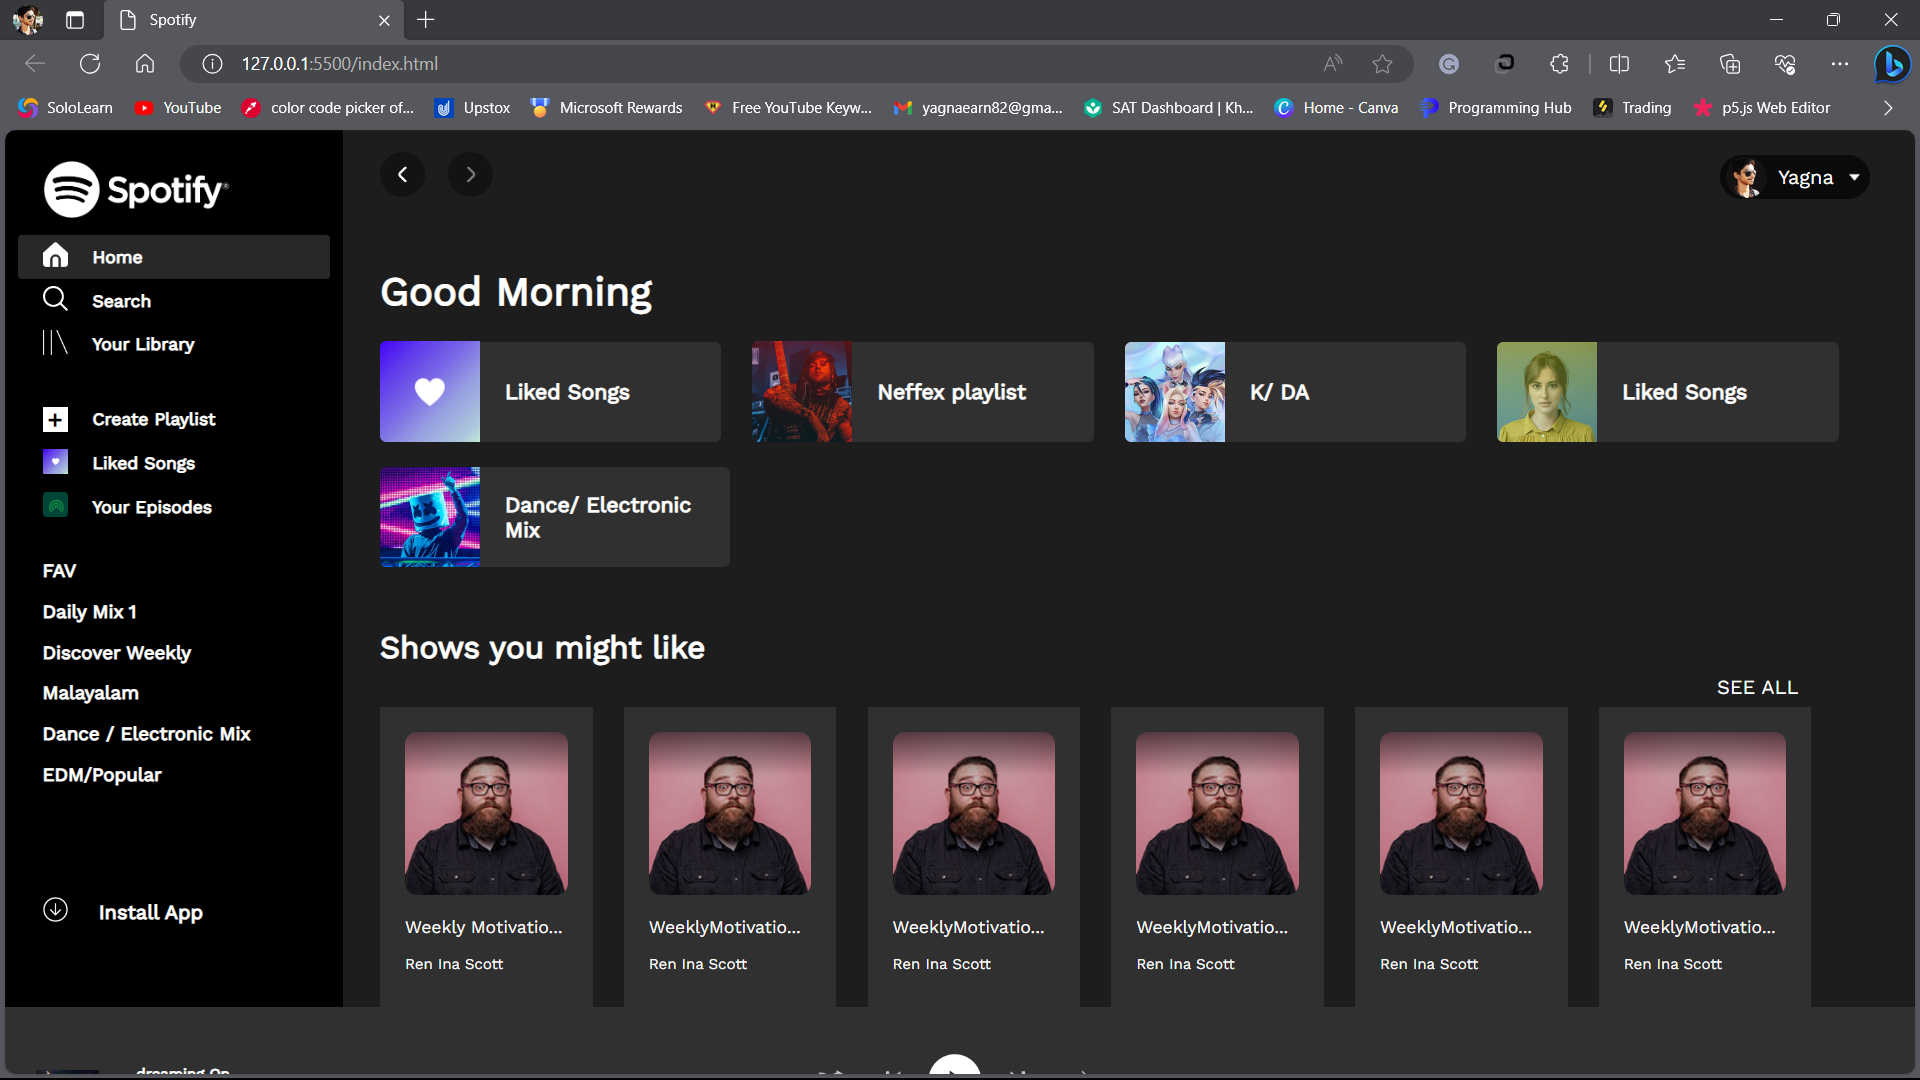 Spotify
127.0.0.1:5500/index.html
SoloLearn YouTube color code picker of... Upstox Microsoft Rewards Free YouTube Keyw... yagnaearn82@gma... SAT Dashboard | Kh... Home - Canva Programming Hub Trading p5.js Web Editor
Spotify
Yagna
Home
Search
Your Library
Create Playlist
Liked Songs
Your Episodes
FAV
Daily Mix 1
Discover Weekly
Malayalam
Dance / Electronic Mix
EDM/Popular
Install App
Good Morning
Liked Songs
Neffex playlist
K/ DA
Liked Songs
Dance/ Electronic
Mix
Shows you might like
SEE ALL
Weekly Motivatio...
Ren Ina Scott
WeeklyMotivatio...
Ren Ina Scott
WeeklyMotivatio...
Ren Ina Scott
WeeklyMotivatio...
Ren Ina Scott
WeeklyMotivatio...
Ren Ina Scott
WeeklyMotivatio...
Ren Ina Scott
dreaming On